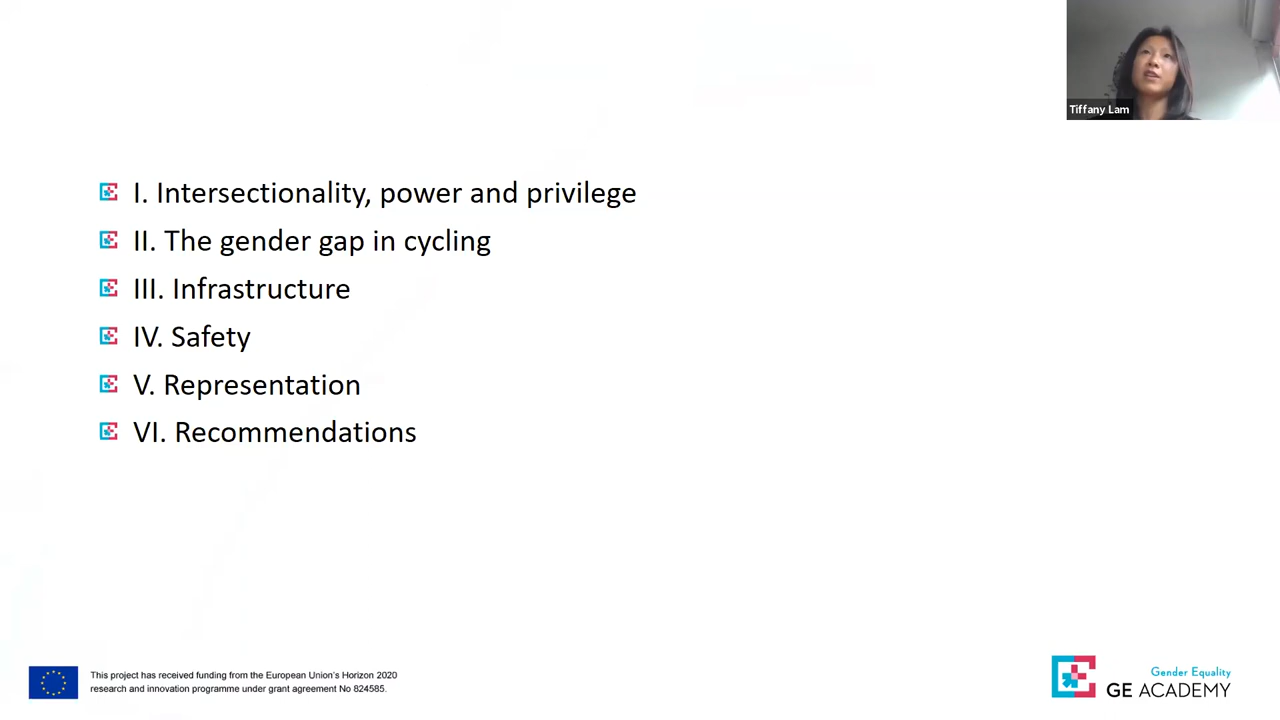 Tiffany Lam
I. Intersectionality, power and privilege
II. The gender gap in cycling
III. Infrastructure
IV. Safety
V. Representation
VI. Recommendations
This project has received funding from the European Union's Horizon 2020
research and innovation programme under grant agreement No 824585.
Gender Equality
GE ACADEMY